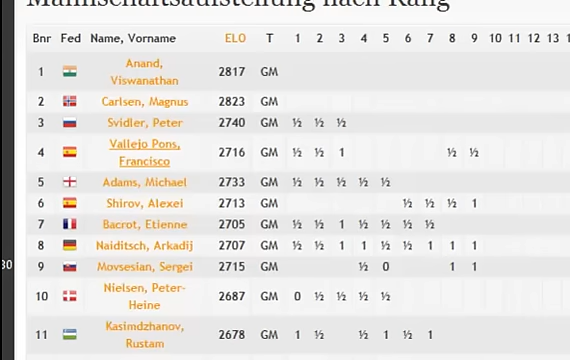 Mannschaftsaufstellung nach Rang
Bnr Fed Name, Vorname ELO T 1 2 3 4 5 6 7 8 9 10 11 12 13 1
1 Anand, Viswanathan 2817 GM
2 Carlsen, Magnus 2823 GM
3 Svidler, Peter 2740 GM ½ ½ ½
4 Vallejo Pons, Francisco 2716 GM ½ ½ 1 ½ ½
5 Adams, Michael 2733 GM ½ ½ ½ ½ ½
6 Shirov, Alexei 2713 GM ½ ½ ½ 1
7 Bacrot, Etienne 2705 GM ½ ½ 1 ½ ½ ½ ½
8 Naiditsch, Arkadij 2707 GM ½ ½ 1 1 ½ ½ 1 1 1
9 Movsesian, Sergei 2715 GM ½ 0 1 1
10 Nielsen, Peter-Heine 2687 GM 0 ½ ½ ½ ½
11 Kasimdzhanov, Rustam 2678 GM 1 ½ ½ 1 ½ 1
30